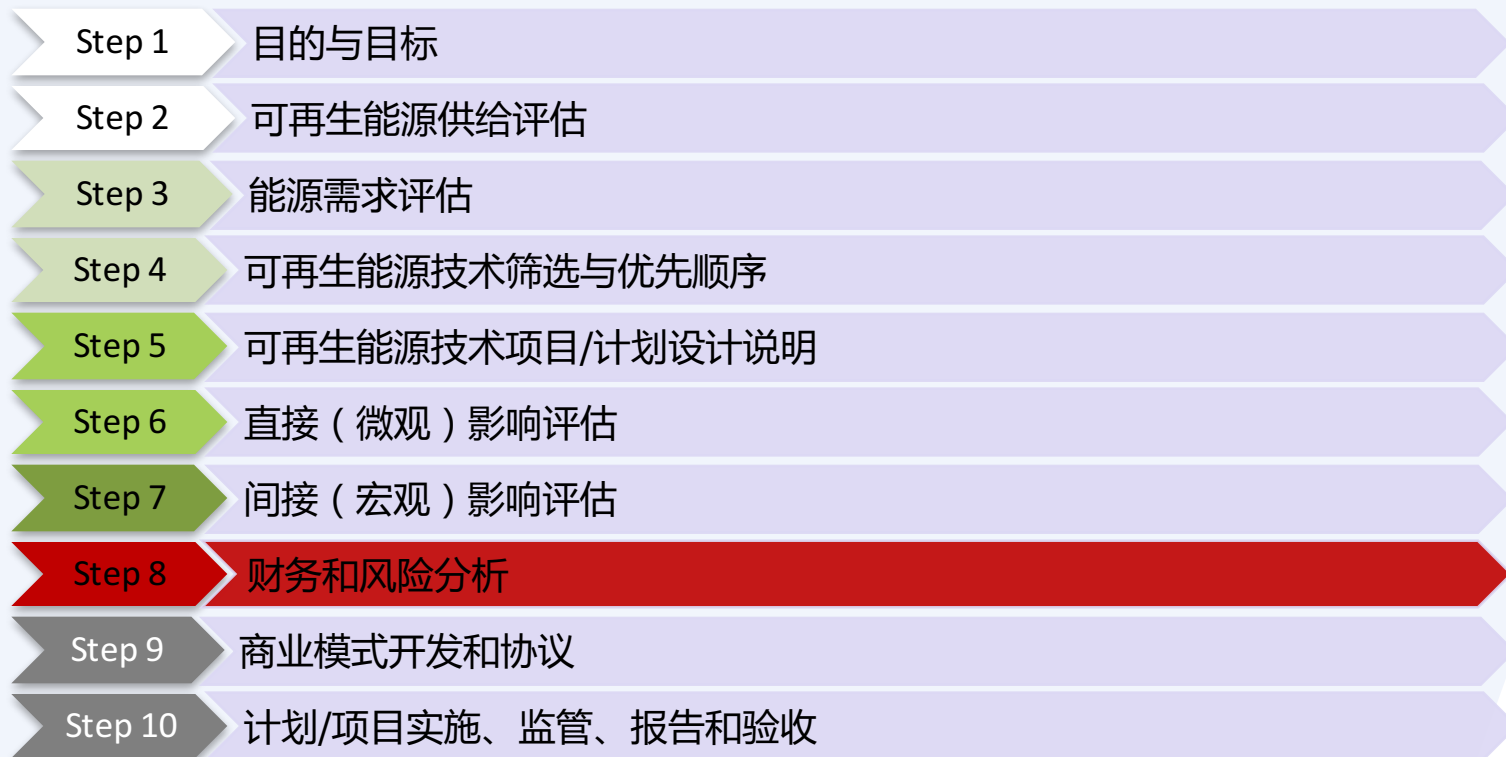 Step 1 目的与目标
Step 2 可再生能源供给评估
Step 3 能源需求评估
Step 4 可再生能源技术筛选与优先顺序
Step 5 可再生能源技术项目/计划设计说明
Step 6 直接（微观）影响评估
Step 7 间接（宏观）影响评估
Step 8 财务和风险分析
Step 9 商业模式开发和协议
Step 10 计划/项目实施、监管、报告和验收